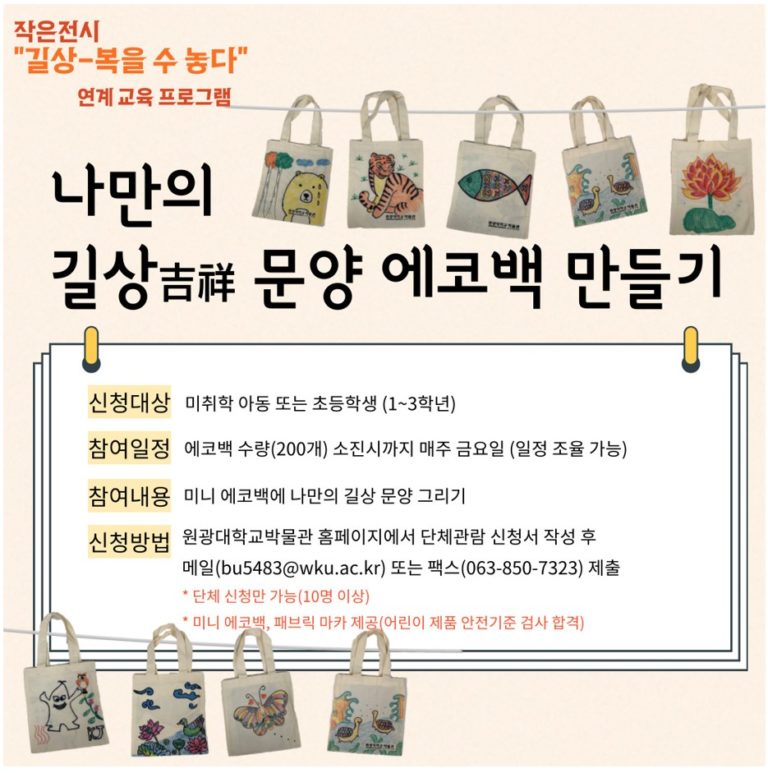 작은전시
"길상-복을 수 놓다"
연계 교육 프로그램
나만의
길상吉祥 문양 에코백 만들기
신청대상 미취학 아동 또는 초등학생 (1~3학년)
참여일정 에코백 수량(200개) 소진시까지 매주 금요일 (일정 조율 가능)
참여내용 미니 에코백에 나만의 길상 문양 그리기
신청방법 원광대학교박물관 홈페이지에서 단체관람 신청서 작성 후
메일(bu5483@wku.ac.kr) 또는 팩스(063-850-7323) 제출
* 단체 신청만 가능(10명 이상)
* 미니 에코백, 패브릭 마카 제공(어린이 제품 안전기준 검사 합격)